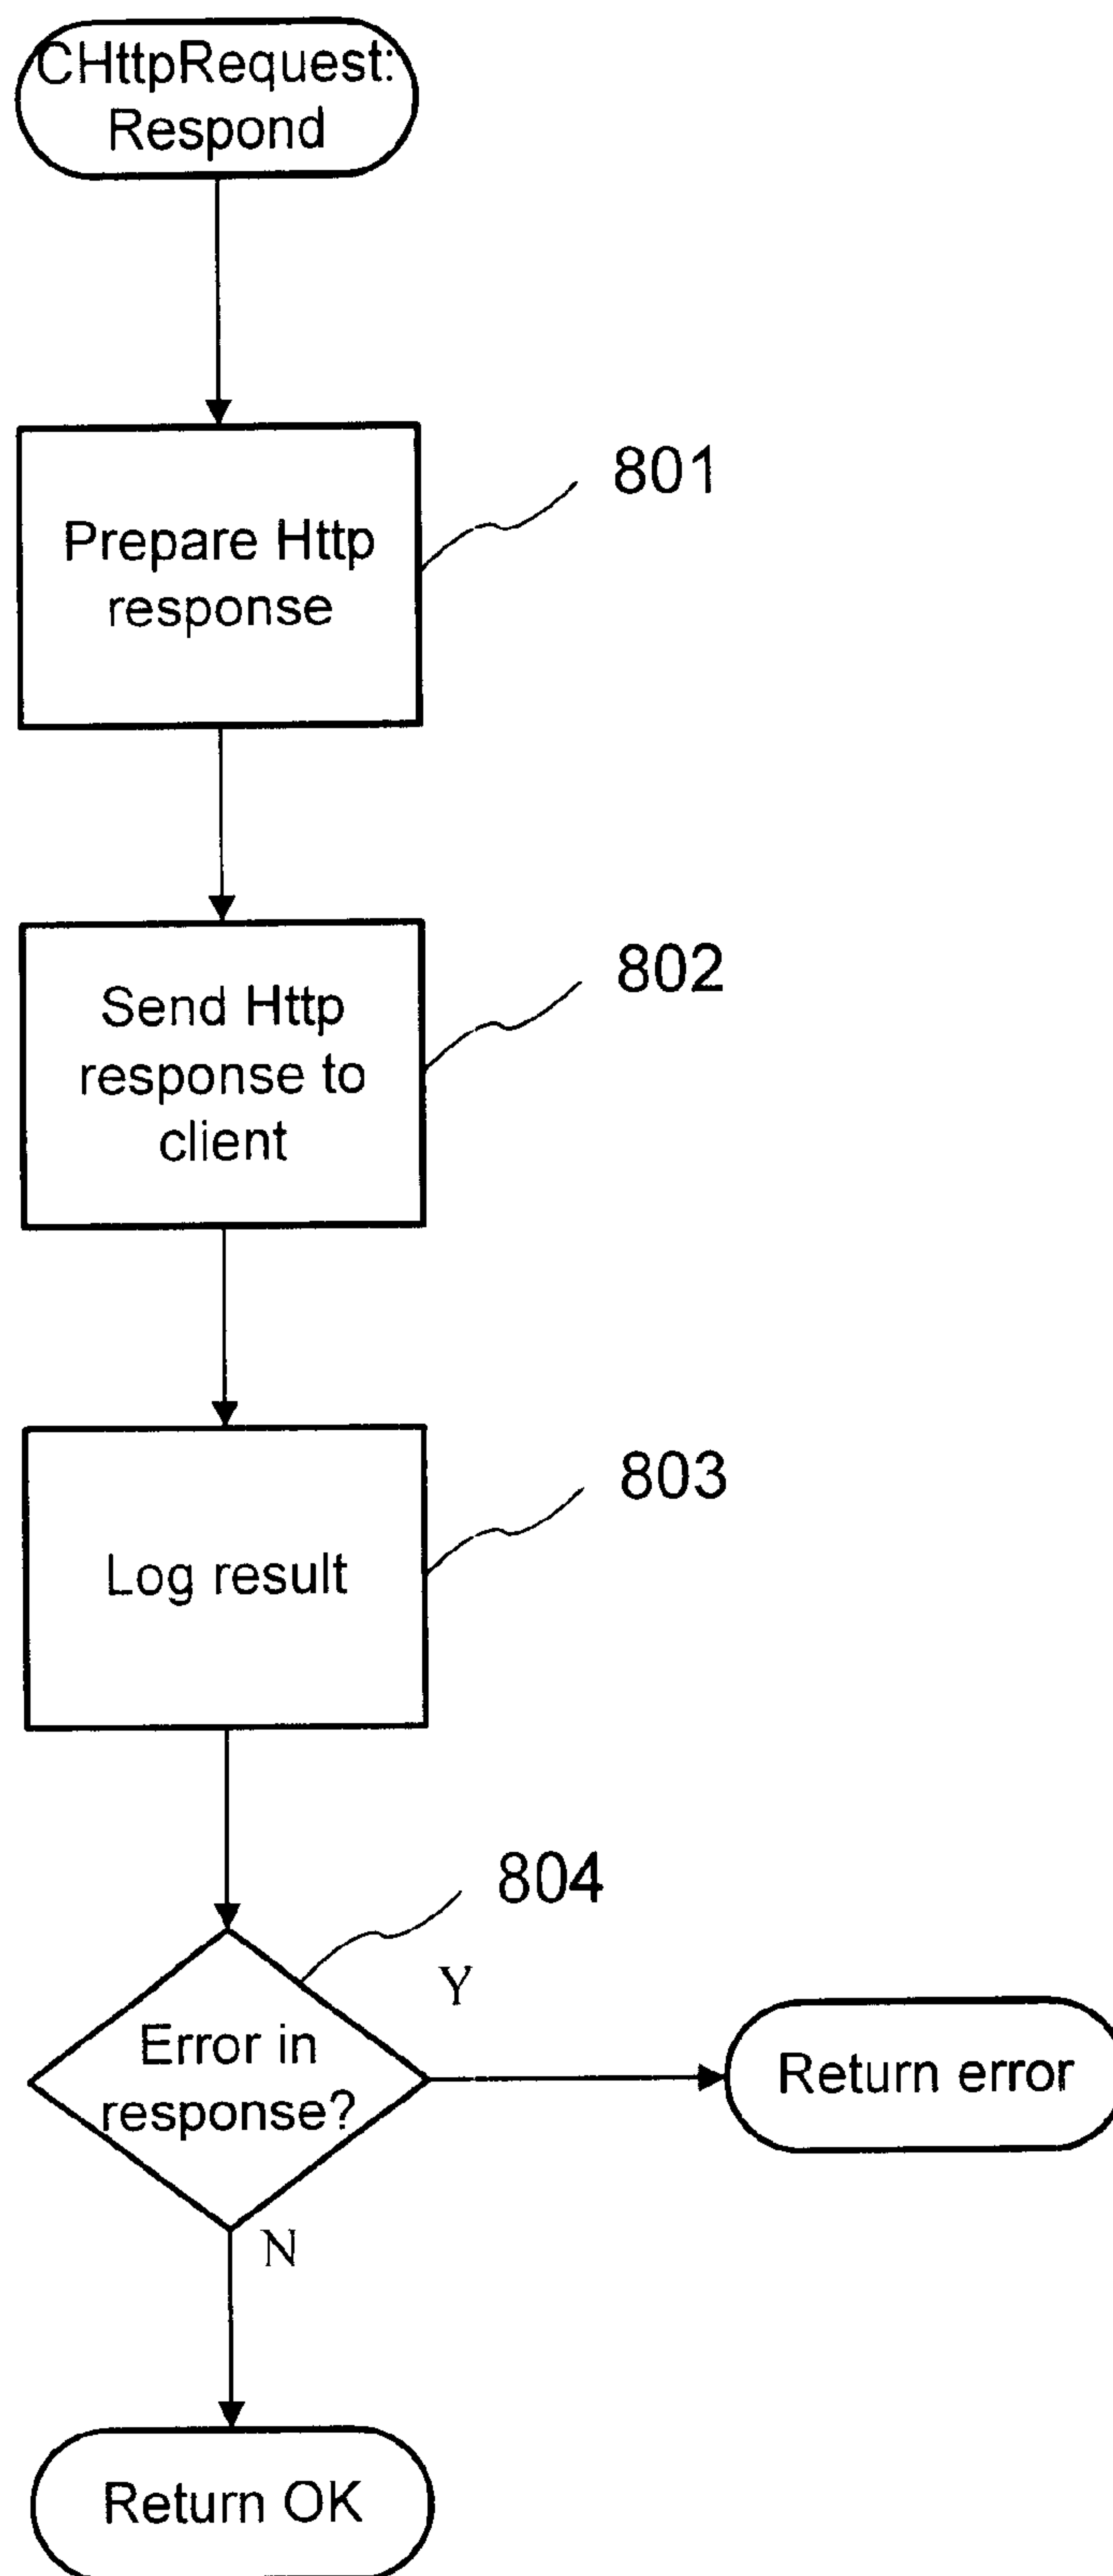 CHttpRequest:
Respond
801
Prepare Http
response
802
Send Http
response to
client
803
Log result
804
Y
Error in
response?
Return error
N
Return OK